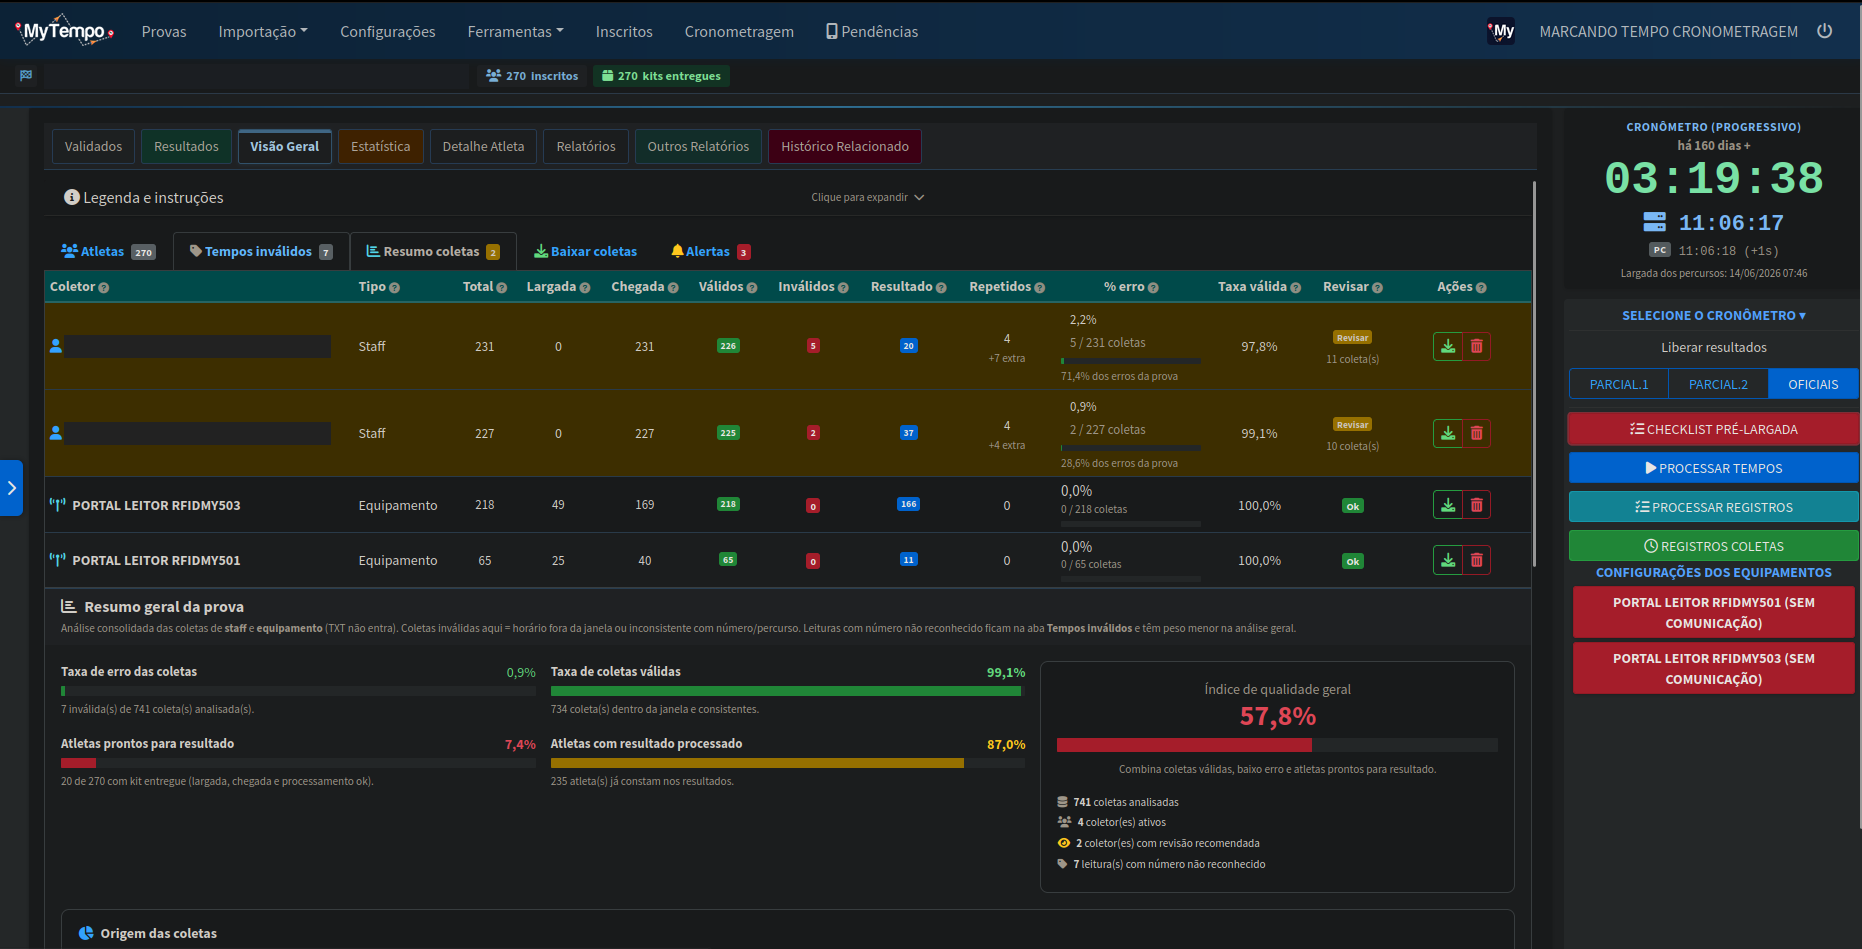 MyTempo
Provas
Importação
Configurações
Ferramentas
Inscritos
Cronometragem
Pendências
My
MARCANDO TEMPO CRONOMETRAGEM
270 inscritos
270 kits entregues
Validados
Resultados
Visão Geral
Estatística
Detalhe Atleta
Relatórios
Outros Relatórios
Histórico Relacionado
Legenda e instruções
Clique para expandir
Atletas 270
Tempos inválidos 7
Resumo coletas 2
Baixar coletas
Alertas 3
Coletor Tipo Total Largada Chegada Válidos Inválidos Resultado Repetidos % erro Taxa válida Revisar Ações
Staff 231 0 231 226 5 20
4
+7 extra
2,2%
5 / 231 coletas
71,4% dos erros da prova
97,8%
Revisar
11 coleta(s)
Staff 227 0 227 225 2 37
4
+4 extra
0,9%
2 / 227 coletas
28,6% dos erros da prova
99,1%
Revisar
10 coleta(s)
PORTAL LEITOR RFIDMY503 Equipamento 218 49 169 218 0 166 0
0,0%
0 / 218 coletas
100,0%
Ok
PORTAL LEITOR RFIDMY501 Equipamento 65 25 40 65 0 11 0
0,0%
0 / 65 coletas
100,0%
Ok
Resumo geral da prova
Análise consolidada das coletas de staff e equipamento (TXT não entra). Coletas inválidas aqui = horário fora da janela ou inconsistente com número/percurso. Leituras com número não reconhecido ficam na aba Tempos inválidos e têm peso menor na análise geral.
Taxa de erro das coletas 0,9%
7 inválida(s) de 741 coleta(s) analisada(s).
Taxa de coletas válidas 99,1%
734 coleta(s) dentro da janela e consistentes.
Atletas prontos para resultado 7,4%
20 de 270 com kit entregue (largada, chegada e processamento ok).
Atletas com resultado processado 87,0%
235 atleta(s) já constam nos resultados.
Índice de qualidade geral
57,8%
Combina coletas válidas, baixo erro e atletas prontos para resultado.
741 coletas analisadas
4 coletor(es) ativos
2 coletor(es) com revisão recomendada
7 leitura(s) com número não reconhecido
Origem das coletas
CRONÔMETRO (PROGRESSIVO)
há 160 dias +
03:19:38
11:06:17
PC 11:06:18 (+1s)
Largada dos percursos: 14/06/2026 07:46
SELECIONE O CRONÔMETRO ▾
Liberar resultados
PARCIAL.1
PARCIAL.2
OFICIAIS
CHECKLIST PRÉ-LARGADA
PROCESSAR TEMPOS
PROCESSAR REGISTROS
REGISTROS COLETAS
CONFIGURAÇÕES DOS EQUIPAMENTOS
PORTAL LEITOR RFIDMY501 (SEM
COMUNICAÇÃO)
PORTAL LEITOR RFIDMY503 (SEM
COMUNICAÇÃO)